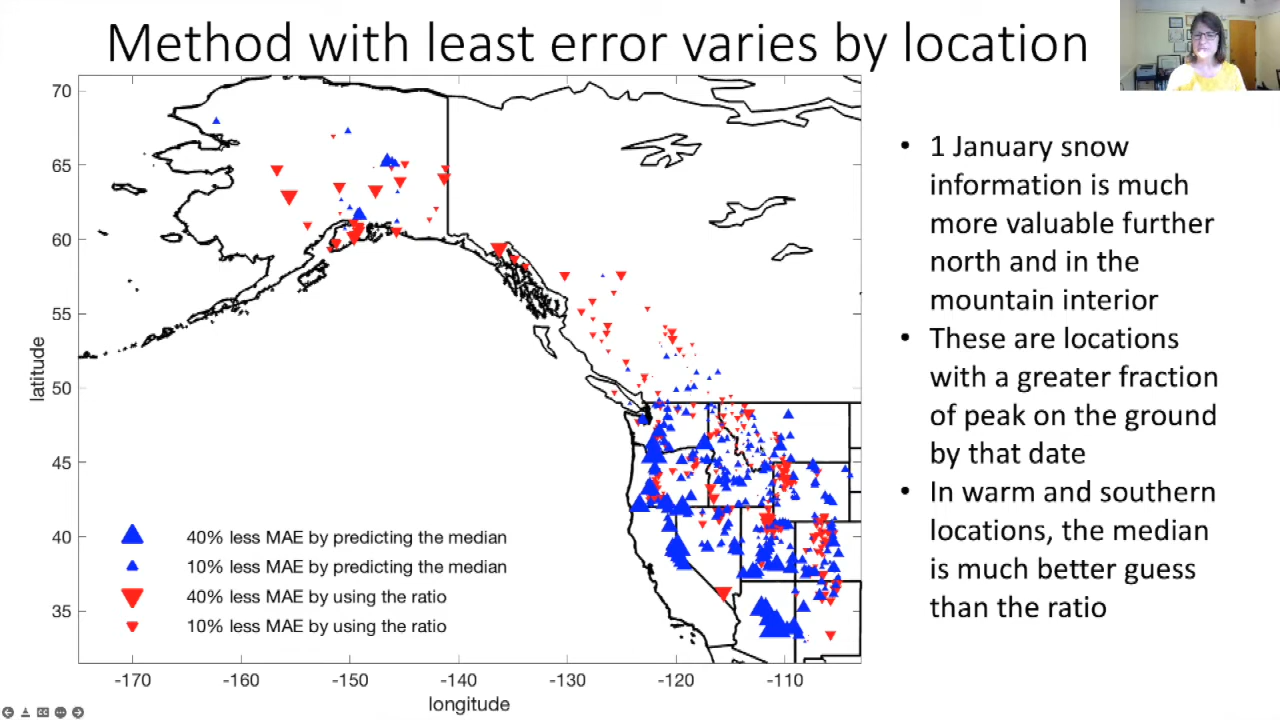 Method with least error varies by location
70
65
60
55
50
45
40
35
latitude
-170
-160
-150
-140
-130
-120
-110
longitude
40% less MAE by predicting the median
10% less MAE by predicting the median
40% less MAE by using the ratio
10% less MAE by using the ratio
• 1 January snow
information is much
more valuable further
north and in the
mountain interior
• These are locations
with a greater fraction
of peak on the ground
by that date
• In warm and southern
locations, the median
is much better guess
than the ratio